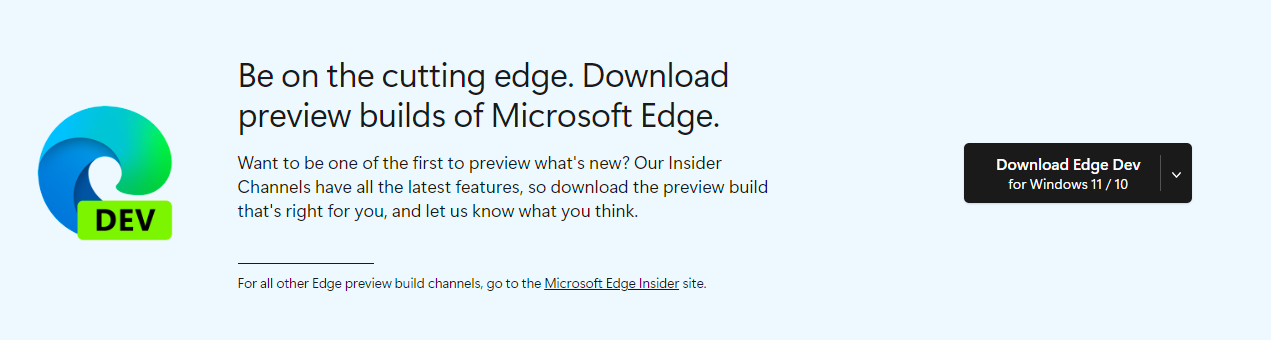 Be on the cutting edge. Download
preview builds of Microsoft Edge.
Want to be one of the first to preview what's new? Our Insider
Channels have all the latest features, so download the preview build
that's right for you, and let us know what you think.
DEV
Download Edge Dev
for Windows 11 / 10
For all other Edge preview build channels, go to the Microsoft Edge Insider site.